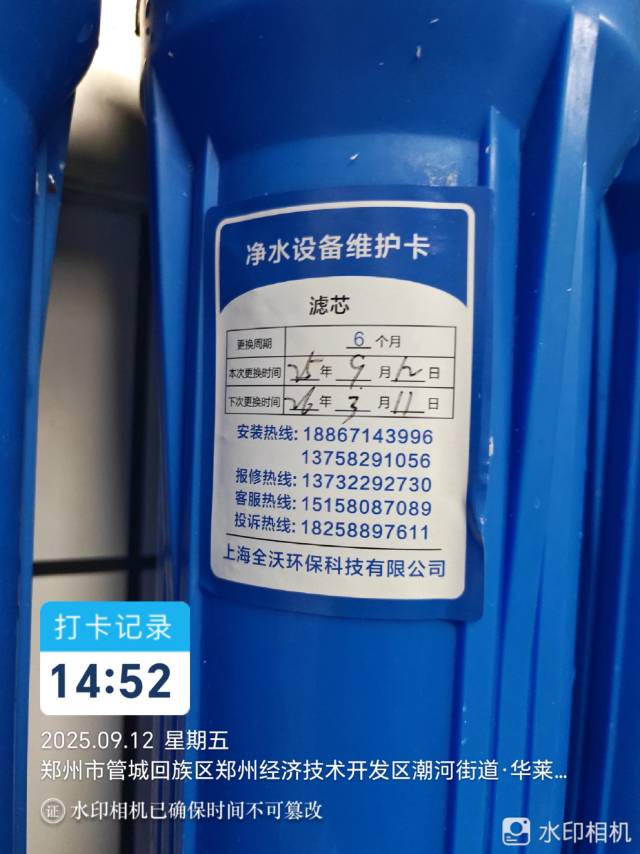 净水设备维护卡
滤芯
更换周期 6 个月
本次更换时间 25 年 9 月 12 日
下次更换时间 26 年 3 月 11 日
安装热线: 18867143996
13758291056
报修热线: 13732292730
客服热线: 15158087089
投诉热线: 18258897611
上海全沃环保科技有限公司
打卡记录
14:52
2025.09.12 星期五
郑州市管城回族区郑州经济技术开发区潮河街道·华莱...
证 水印相机已确保时间不可篡改
水印相机